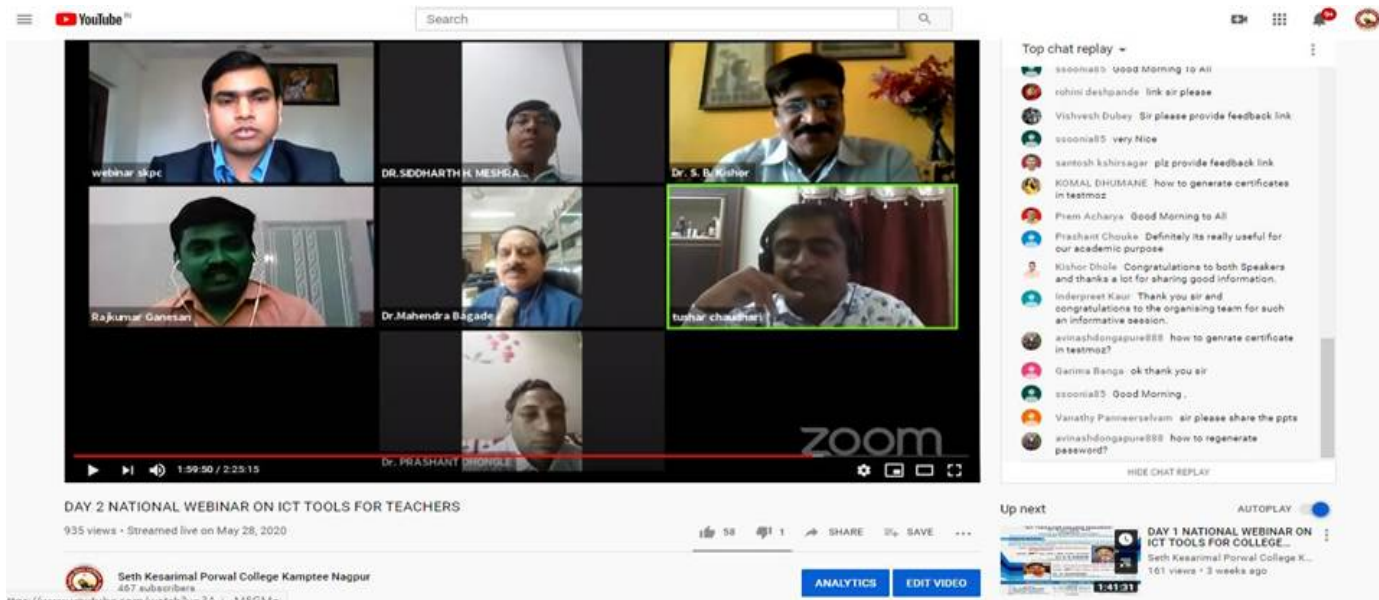 YouTube IN
Search
9+
webinar skpc
DR.SIDDHARTH H. MESHRA...
Dr. S. B. Kishor
Rajkumar Ganesan
Dr.Mahendra Bagade
tushar chaudhari
Dr. PRASHANT DHONGLE
zoom
1:59:50 / 2:25:15
DAY 2 NATIONAL WEBINAR ON ICT TOOLS FOR TEACHERS
935 views • Streamed live on May 28, 2020
58
1
SHARE
SAVE
Seth Kesarimal Porwal College Kamptee Nagpur
467 subscribers
ANALYTICS
EDIT VIDEO
Top chat replay
ssoonia85 Good Morning To All
rohini deshpande link sir please
Vishvesh Dubey Sir please provide feedback link
ssoonia85 very Nice
santosh kshirsagar plz provide feedback link
KOMAL DHUMANE how to generate certificates
in testmoz
Prem Acharya Good Morning to All
Prashant Chouke Definitely Its really useful for
our academic purpose
Kishor Dhole Congratulations to both Speakers
and thanks a lot for sharing good information.
Inderpreet Kaur Thank you sir and
congratulations to the organising team for such
an informative session.
avinashdongapure888 how to genrate certificate
in testmoz?
Garima Banga ok thank you sir
ssoonia85 Good Morning ,
Vanathy Panneerselvam sir please share the ppts
avinashdongapure888 how to regenerate
password?
HIDE CHAT REPLAY
Up next
AUTOPLAY
DAY 1 NATIONAL WEBINAR ON
ICT TOOLS FOR COLLEGE...
Seth Kesarimal Porwal College K...
161 views • 3 weeks ago
1:41:31